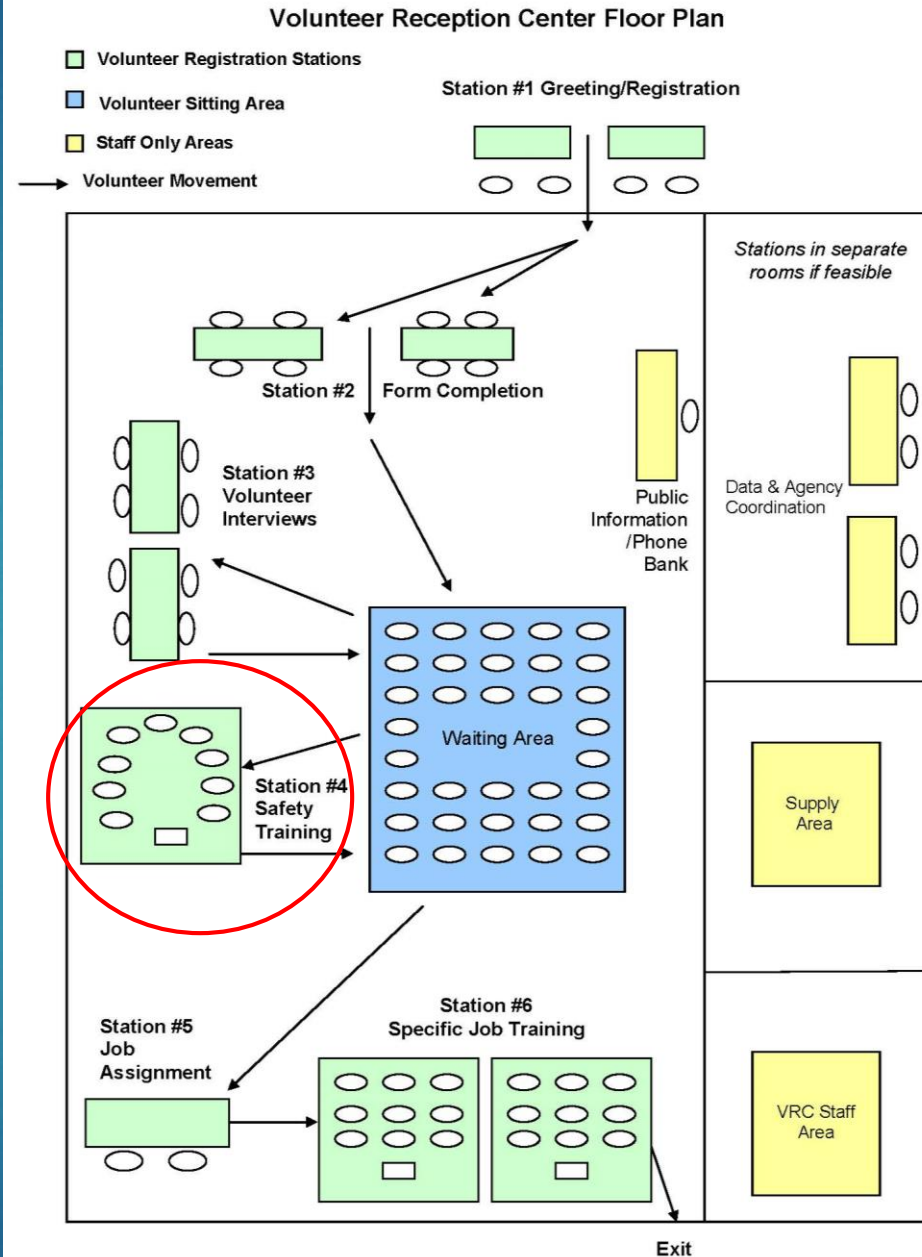 Volunteer Reception Center Floor Plan
Volunteer Registration Stations
Volunteer Sitting Area
Staff Only Areas
Volunteer Movement
Station #1 Greeting/Registration
Stations in separate
rooms if feasible
Station #2
Form Completion
Station #3
Volunteer
Interviews
Public
Information
/Phone
Bank
Data & Agency
Coordination
Waiting Area
Station #4
Safety
Training
Supply
Area
Station #5
Job
Assignment
Station #6
Specific Job Training
VRC Staff
Area
Exit